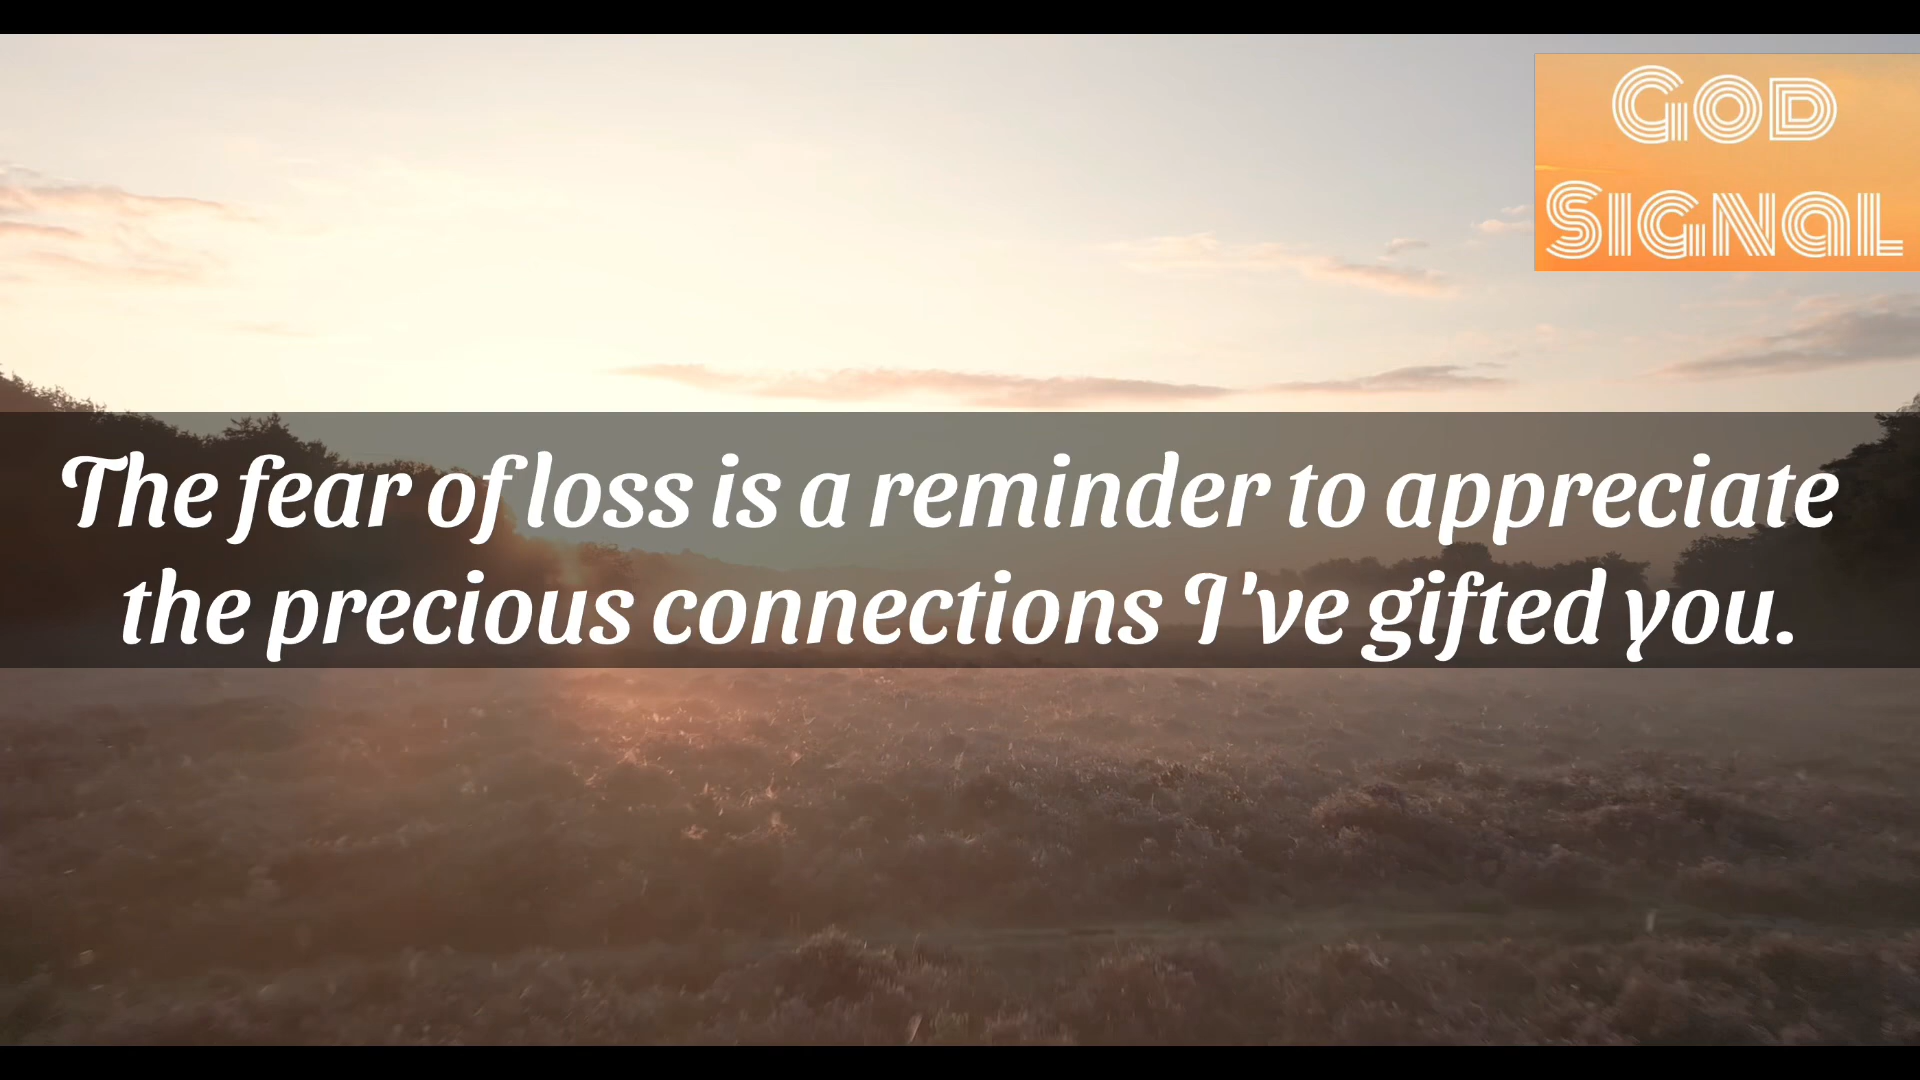 God
Signal
The fear of loss is a reminder to appreciate
the precious connections I've gifted you.